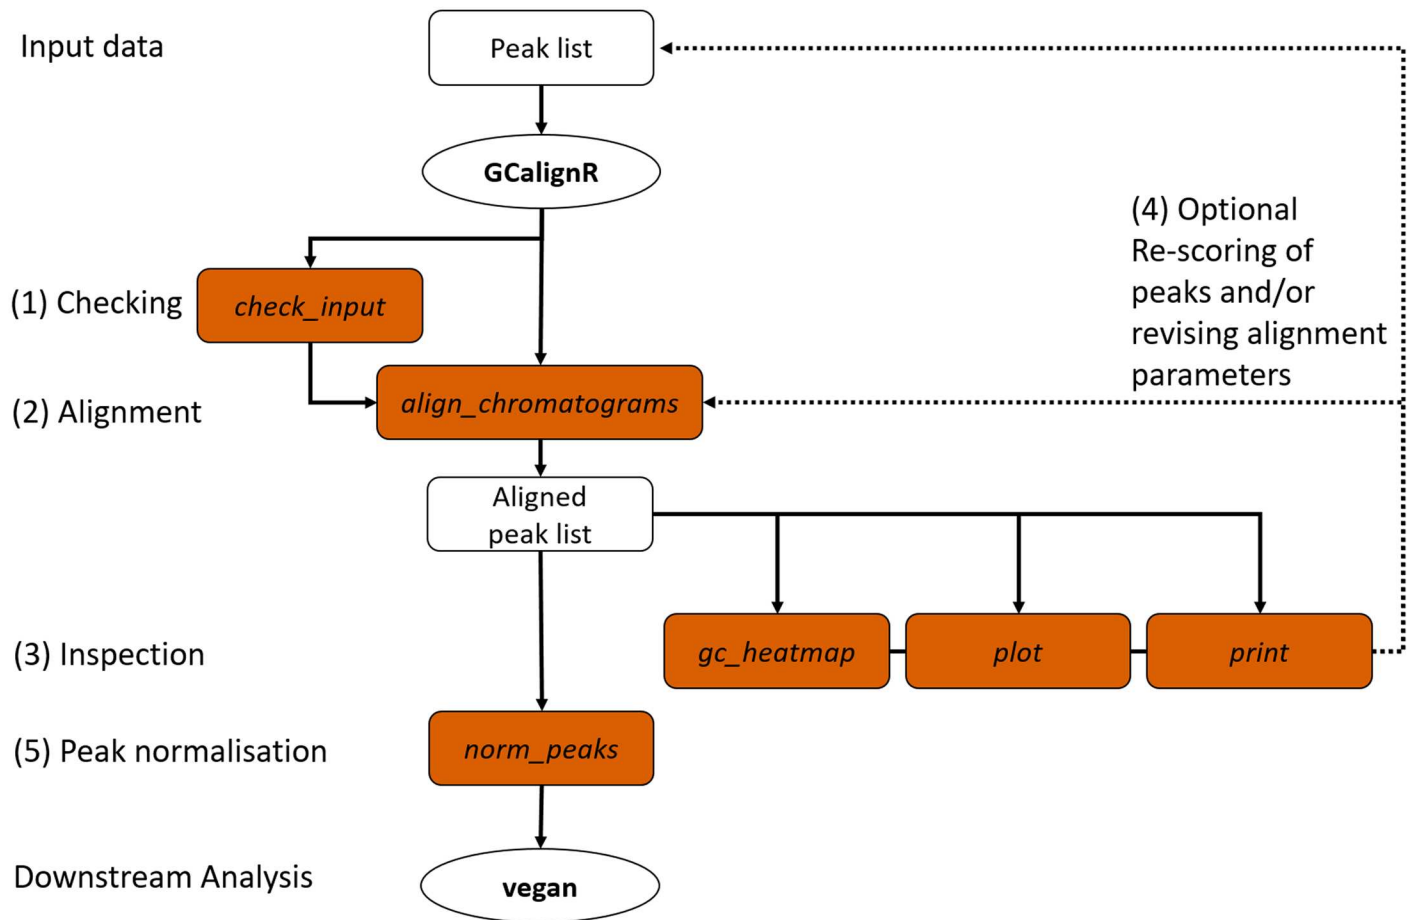 Input data
Peak list
GCalignR
(4) Optional
Re-scoring of
peaks and/or
revising alignment
parameters
(1) Checking
check_input
(2) Alignment
align_chromatograms
Aligned
peak list
(3) Inspection
gc_heatmap
plot
print
(5) Peak normalisation
norm_peaks
Downstream Analysis
vegan